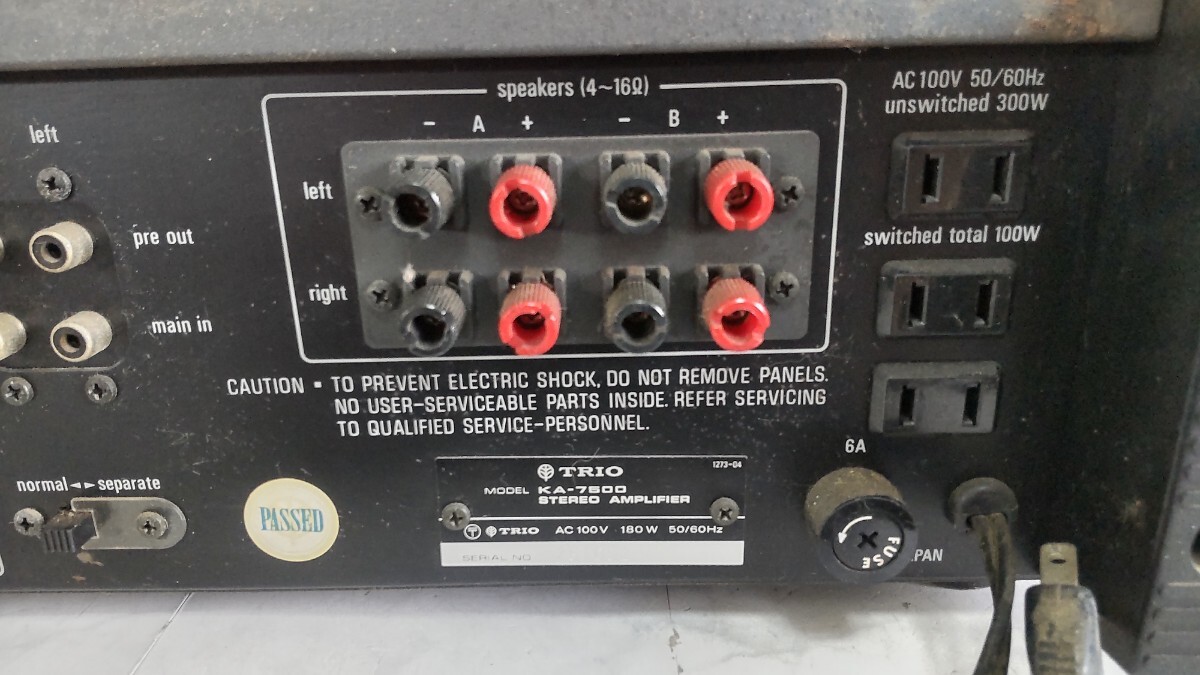 speakers (4~16Ω)
- A + - B +
left
right
left
pre out
main in
normal ◄► separate
AC 100V 50/60Hz
unswitched 300W
switched total 100W
CAUTION ▪ TO PREVENT ELECTRIC SHOCK, DO NOT REMOVE PANELS.
NO USER-SERVICEABLE PARTS INSIDE. REFER SERVICING
TO QUALIFIED SERVICE-PERSONNEL.
PASSED
TRIO
1273-04
MODEL KA-7500
STEREO AMPLIFIER
TRIO AC 100V 180W 50/60Hz
SERIAL NO
6A
FUSE